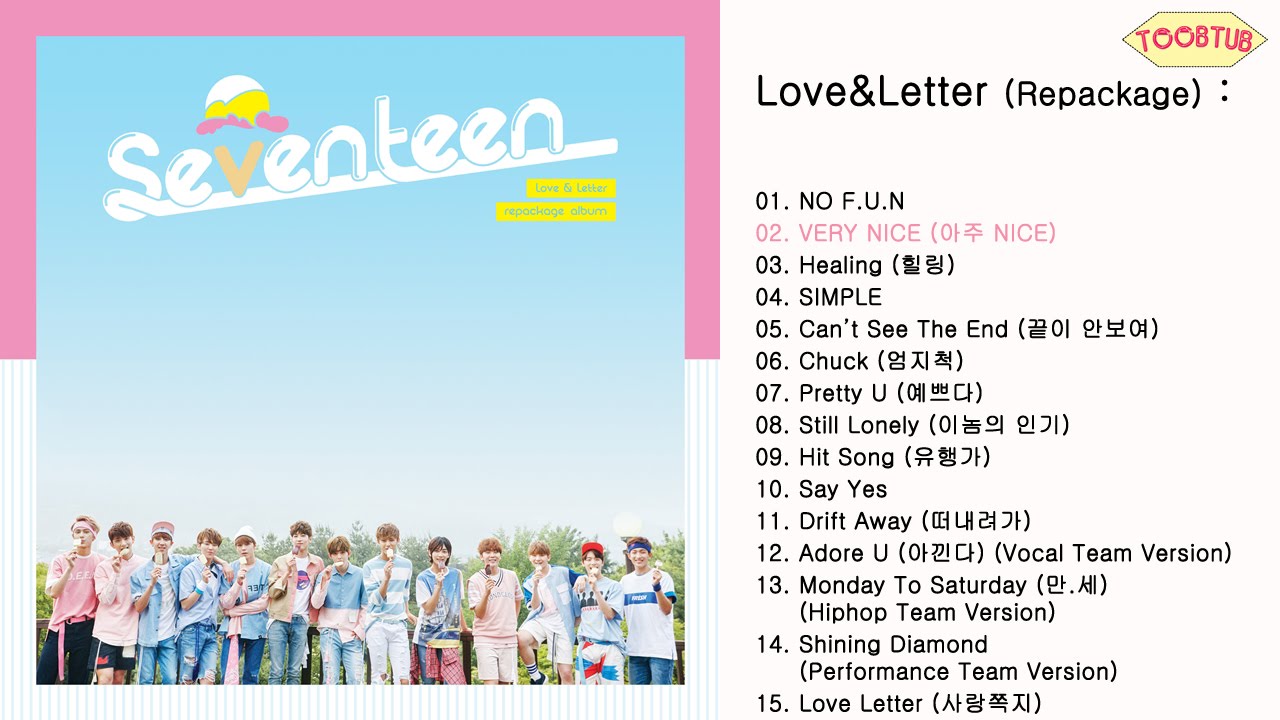 Seventeen
Love & Letter
repackage album
TOOBTUB
Love&Letter (Repackage) :
01. NO F.U.N
02. VERY NICE (아주 NICE)
03. Healing (힐링)
04. SIMPLE
05. Can’t See The End (끝이 안보여)
06. Chuck (엄지척)
07. Pretty U (예쁘다)
08. Still Lonely (이놈의 인기)
09. Hit Song (유행가)
10. Say Yes
11. Drift Away (떠내려가)
12. Adore U (아낀다) (Vocal Team Version)
13. Monday To Saturday (만.세)
(Hiphop Team Version)
14. Shining Diamond
(Performance Team Version)
15. Love Letter (사랑쪽지)